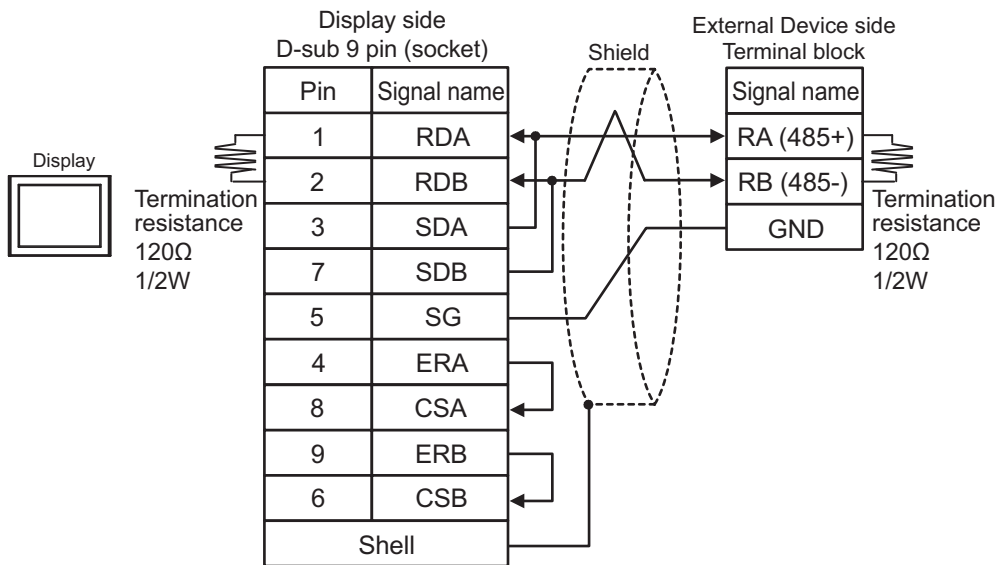 Display side
D-sub 9 pin (socket)
Shield
External Device side
Terminal block
Pin Signal name
1 RDA
2 RDB
3 SDA
7 SDB
5 SG
4 ERA
8 CSA
9 ERB
6 CSB
Shell
Signal name
RA (485+)
RB (485-)
GND
Display
Termination
resistance
120Ω
1/2W
Termination
resistance
120Ω
1/2W